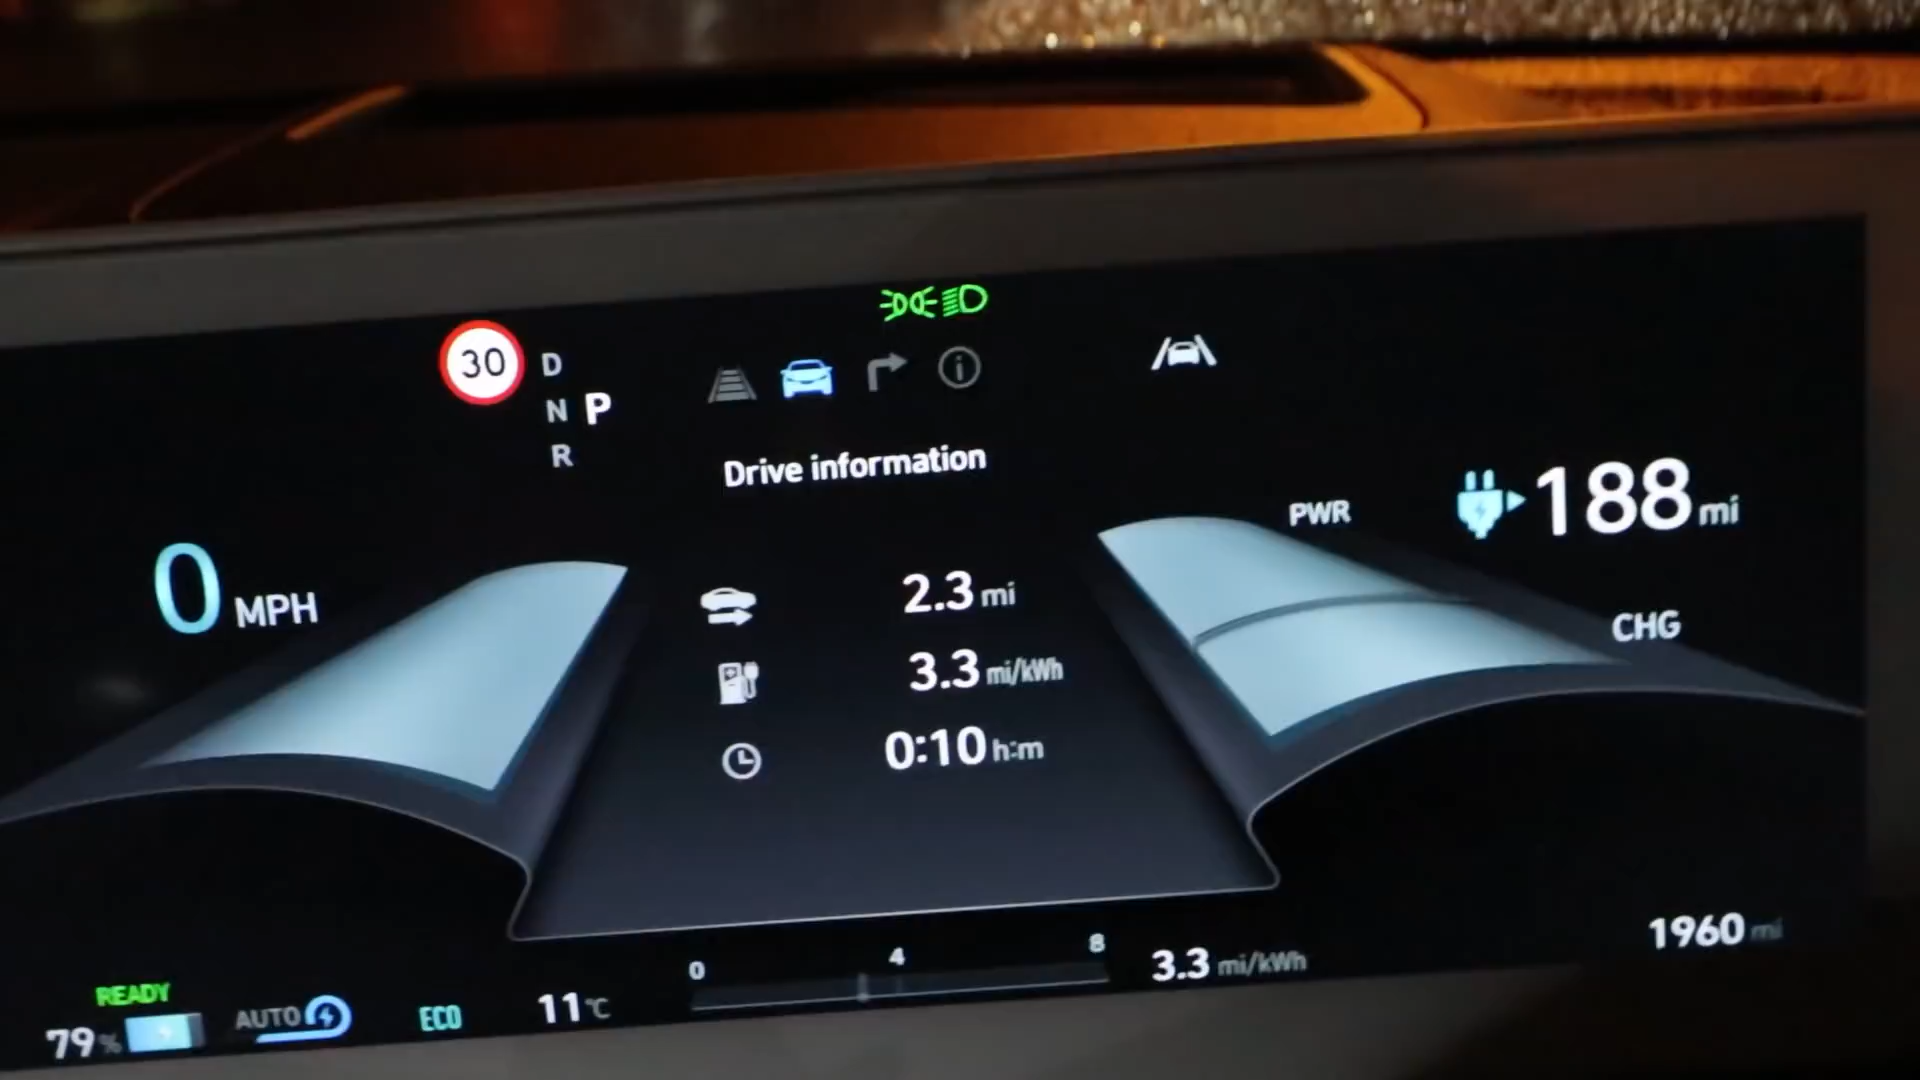 30
D
N P
R
Drive information
0 MPH
2.3 mi
3.3 mi/kWh
0:10 h:m
PWR
188 mi
CHG
0 4 8
3.3 mi/kWh
1960 mi
READY
79%
AUTO
ECO
11°C